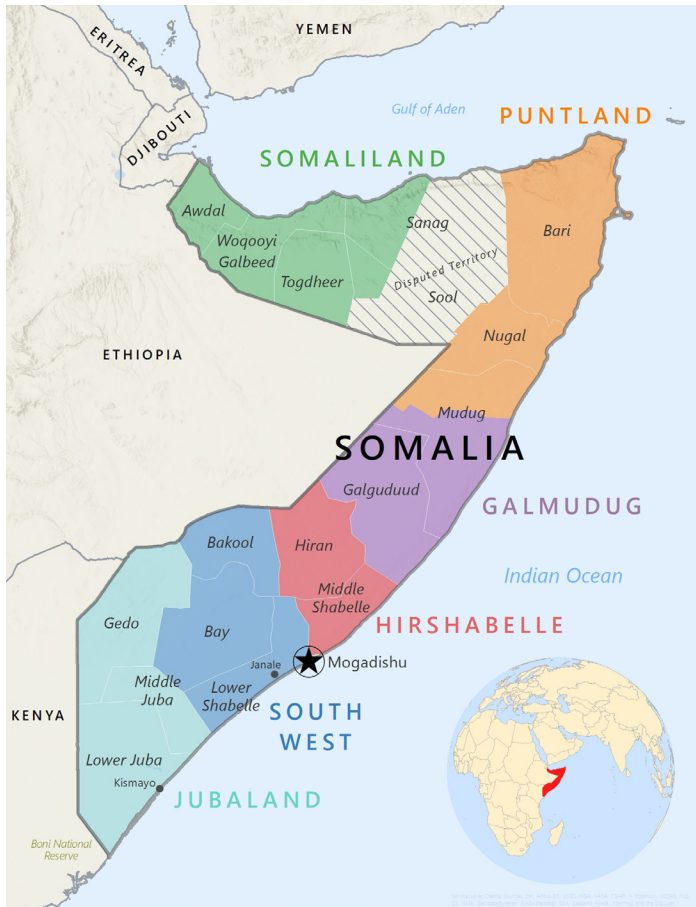 YEMEN
ERITREA
Gulf of Aden
PUNTLAND
DJIBOUTI
SOMALILAND
Awdal
Sanag
Woqooyi
Galbeed
Bari
Disputed Territory
Togdheer
Sool
Nugal
ETHIOPIA
Mudug
SOMALIA
Galguduud
GALMUDUG
Bakool
Hiran
Indian Ocean
Middle
Shabelle
Gedo
HIRSHABELLE
Bay
Janale
Mogadishu
Middle
Juba
Lower
Shabelle
KENYA
SOUTH
WEST
Lower Juba
Kismayo
JUBALAND
Boni National
Reserve